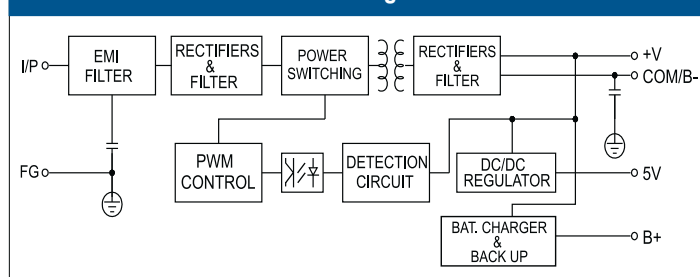 EMI
FILTER
RECTIFIERS
&
FILTER
POWER
SWITCHING
RECTIFIERS
&
FILTER
+V
I/P
COM/B-
PWM
CONTROL
DETECTION
CIRCUIT
DC/DC
REGULATOR
FG
5V
BAT. CHARGER
&
BACK UP
B+